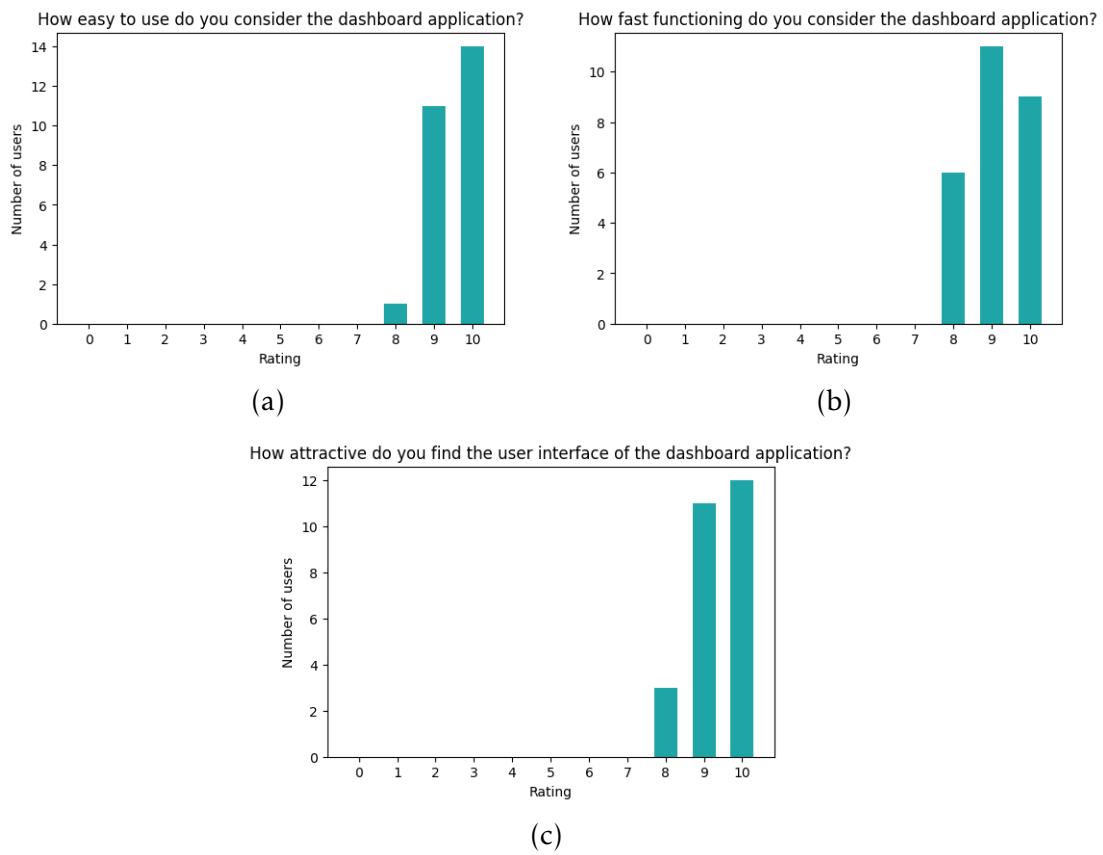 How easy to use do you consider the dashboard application?
14
12
10
8
6
4
2
0
Number of users
0 1 2 3 4 5 6 7 8 9 10
Rating
(a)
How fast functioning do you consider the dashboard application?
10
8
6
4
2
0
Number of users
0 1 2 3 4 5 6 7 8 9 10
Rating
(b)
How attractive do you find the user interface of the dashboard application?
12
10
8
6
4
2
0
Number of users
0 1 2 3 4 5 6 7 8 9 10
Rating
(c)